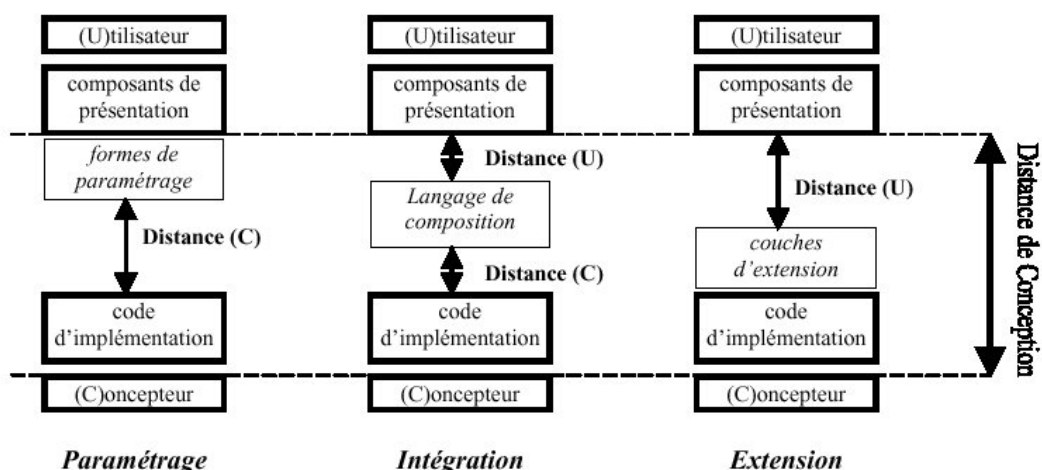 (U)tilisateur
composants de
présentation
formes de
paramétrage
Distance (C)
code
d'implémentation
(C)oncepteur
Paramétrage
(U)tilisateur
composants de
présentation
Distance (U)
Langage de
composition
Distance (C)
code
d'implémentation
(C)oncepteur
Intégration
(U)tilisateur
composants de
présentation
Distance (U)
couches
d'extension
code
d'implémentation
(C)oncepteur
Extension
Distance de Conception